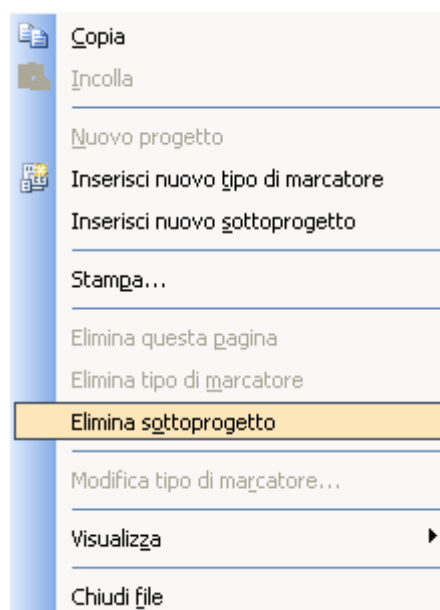 Copia
Incolla
Nuovo progetto
Inserisci nuovo tipo di marcatore
Inserisci nuovo sottoprogetto
Stampa...
Elimina questa pagina
Elimina tipo di marcatore
Elimina sottoprogetto
Modifica tipo di marcatore...
Visualizza
Chiudi file